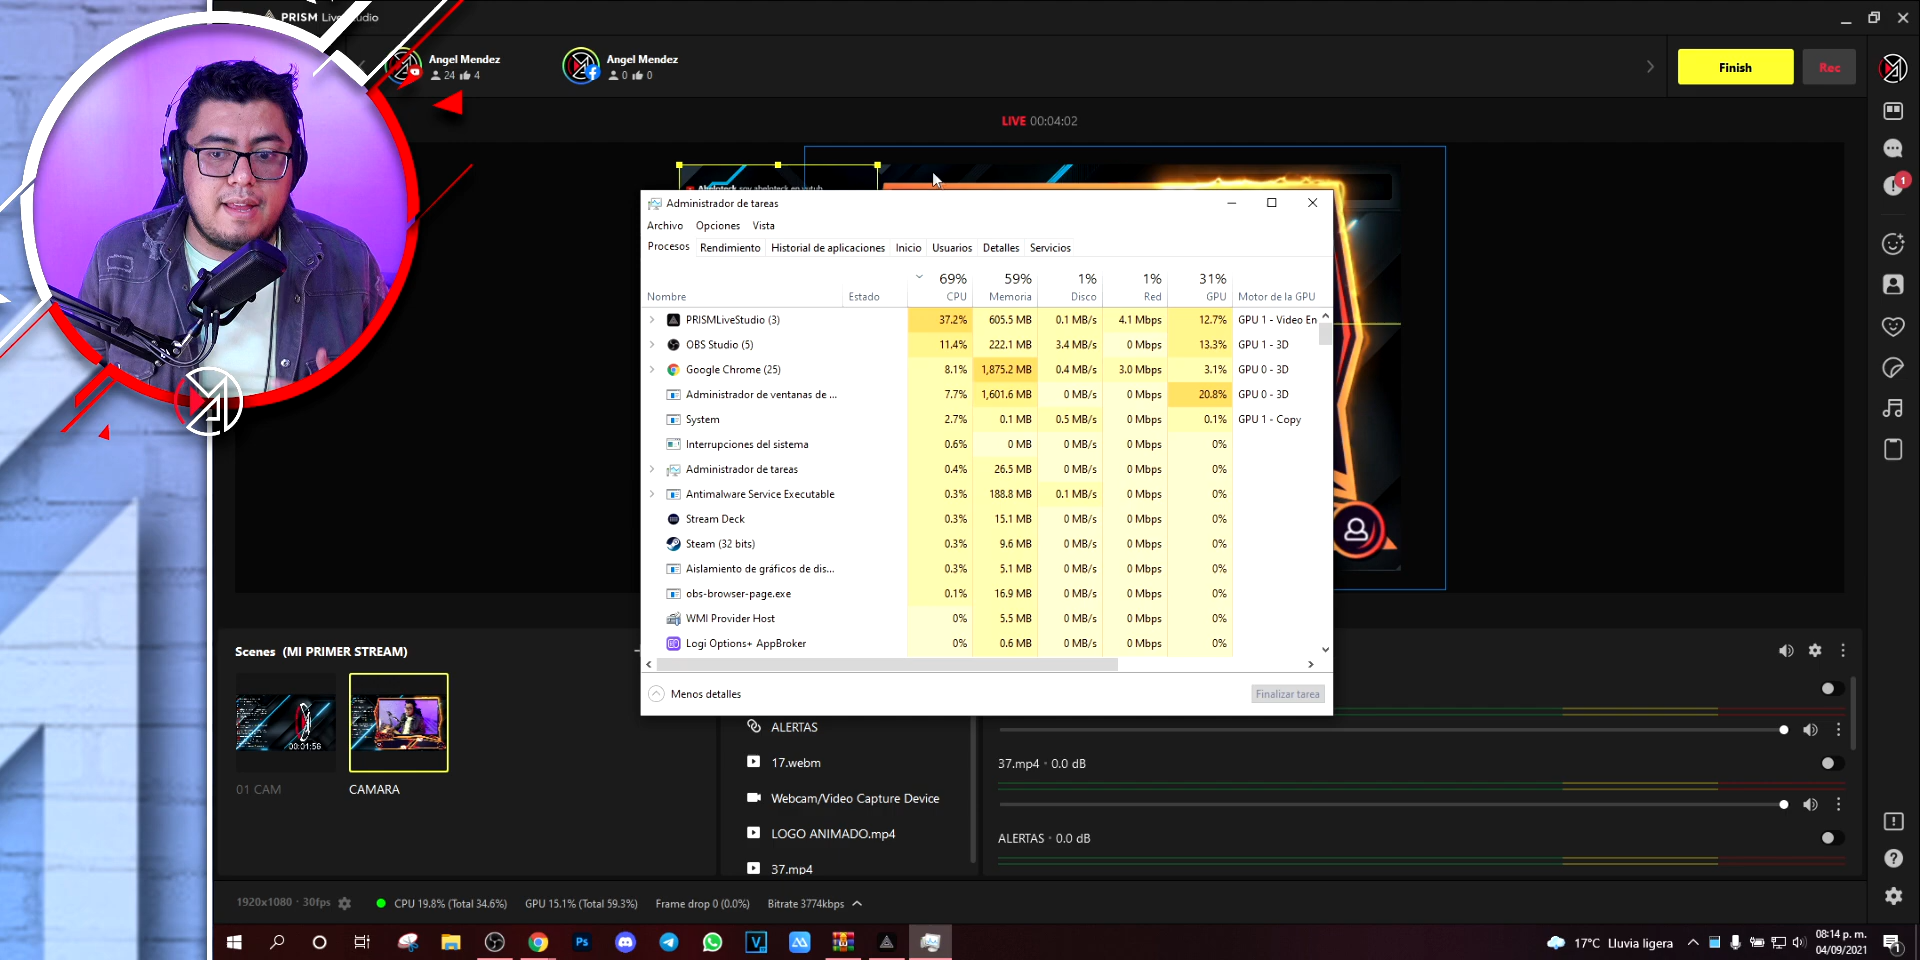 PRISM Live Studio
Angel Mendez
24 4
Angel Mendez
0 0
Finish
Rec
LIVE 00:04:02
1
Administrador de tareas
Archivo Opciones Vista
Procesos Rendimiento Historial de aplicaciones Inicio Usuarios Detalles Servicios
69% 59% 1% 1% 31%
Nombre Estado CPU Memoria Disco Red GPU Motor de la GPU
PRISMLiveStudio (3) 37.2% 605.5 MB 0.1 MB/s 4.1 Mbps 12.7% GPU 1 - Video En
OBS Studio (5) 11.4% 222.1 MB 3.4 MB/s 0 Mbps 13.3% GPU 1 - 3D
Google Chrome (25) 8.1% 1,875.2 MB 0.4 MB/s 3.0 Mbps 3.1% GPU 0 - 3D
Administrador de ventanas de ... 7.7% 1,601.6 MB 0 MB/s 0 Mbps 20.8% GPU 0 - 3D
System 2.7% 0.1 MB 0.5 MB/s 0 Mbps 0.1% GPU 1 - Copy
Interrupciones del sistema 0.6% 0 MB 0 MB/s 0 Mbps 0%
Administrador de tareas 0.4% 26.5 MB 0 MB/s 0 Mbps 0%
Antimalware Service Executable 0.3% 188.8 MB 0.1 MB/s 0 Mbps 0%
Stream Deck 0.3% 15.1 MB 0 MB/s 0 Mbps 0%
Steam (32 bits) 0.3% 9.6 MB 0 MB/s 0 Mbps 0%
Aislamiento de gráficos de dis... 0.3% 5.1 MB 0 MB/s 0 Mbps 0%
obs-browser-page.exe 0.1% 16.9 MB 0 MB/s 0 Mbps 0%
WMI Provider Host 0% 5.5 MB 0 MB/s 0 Mbps 0%
Logi Options+ AppBroker 0% 0.6 MB 0 MB/s 0 Mbps 0%
Menos detalles
Finalizar tarea
Scenes (MI PRIMER STREAM)
00:01:58
01 CAM
CAMARA
ALERTAS
17.webm
Webcam/Video Capture Device
LOGO ANIMADO.mp4
37.mp4
37.mp4 · 0.0 dB
ALERTAS · 0.0 dB
1920x1080 · 30fps
CPU 19.8% (Total 34.6%)
GPU 15.1% (Total 59.3%)
Frame drop 0 (0.0%)
Bitrate 3774kbps
Ps
17°C Lluvia ligera
08:14 p. m.
04/09/2021
1